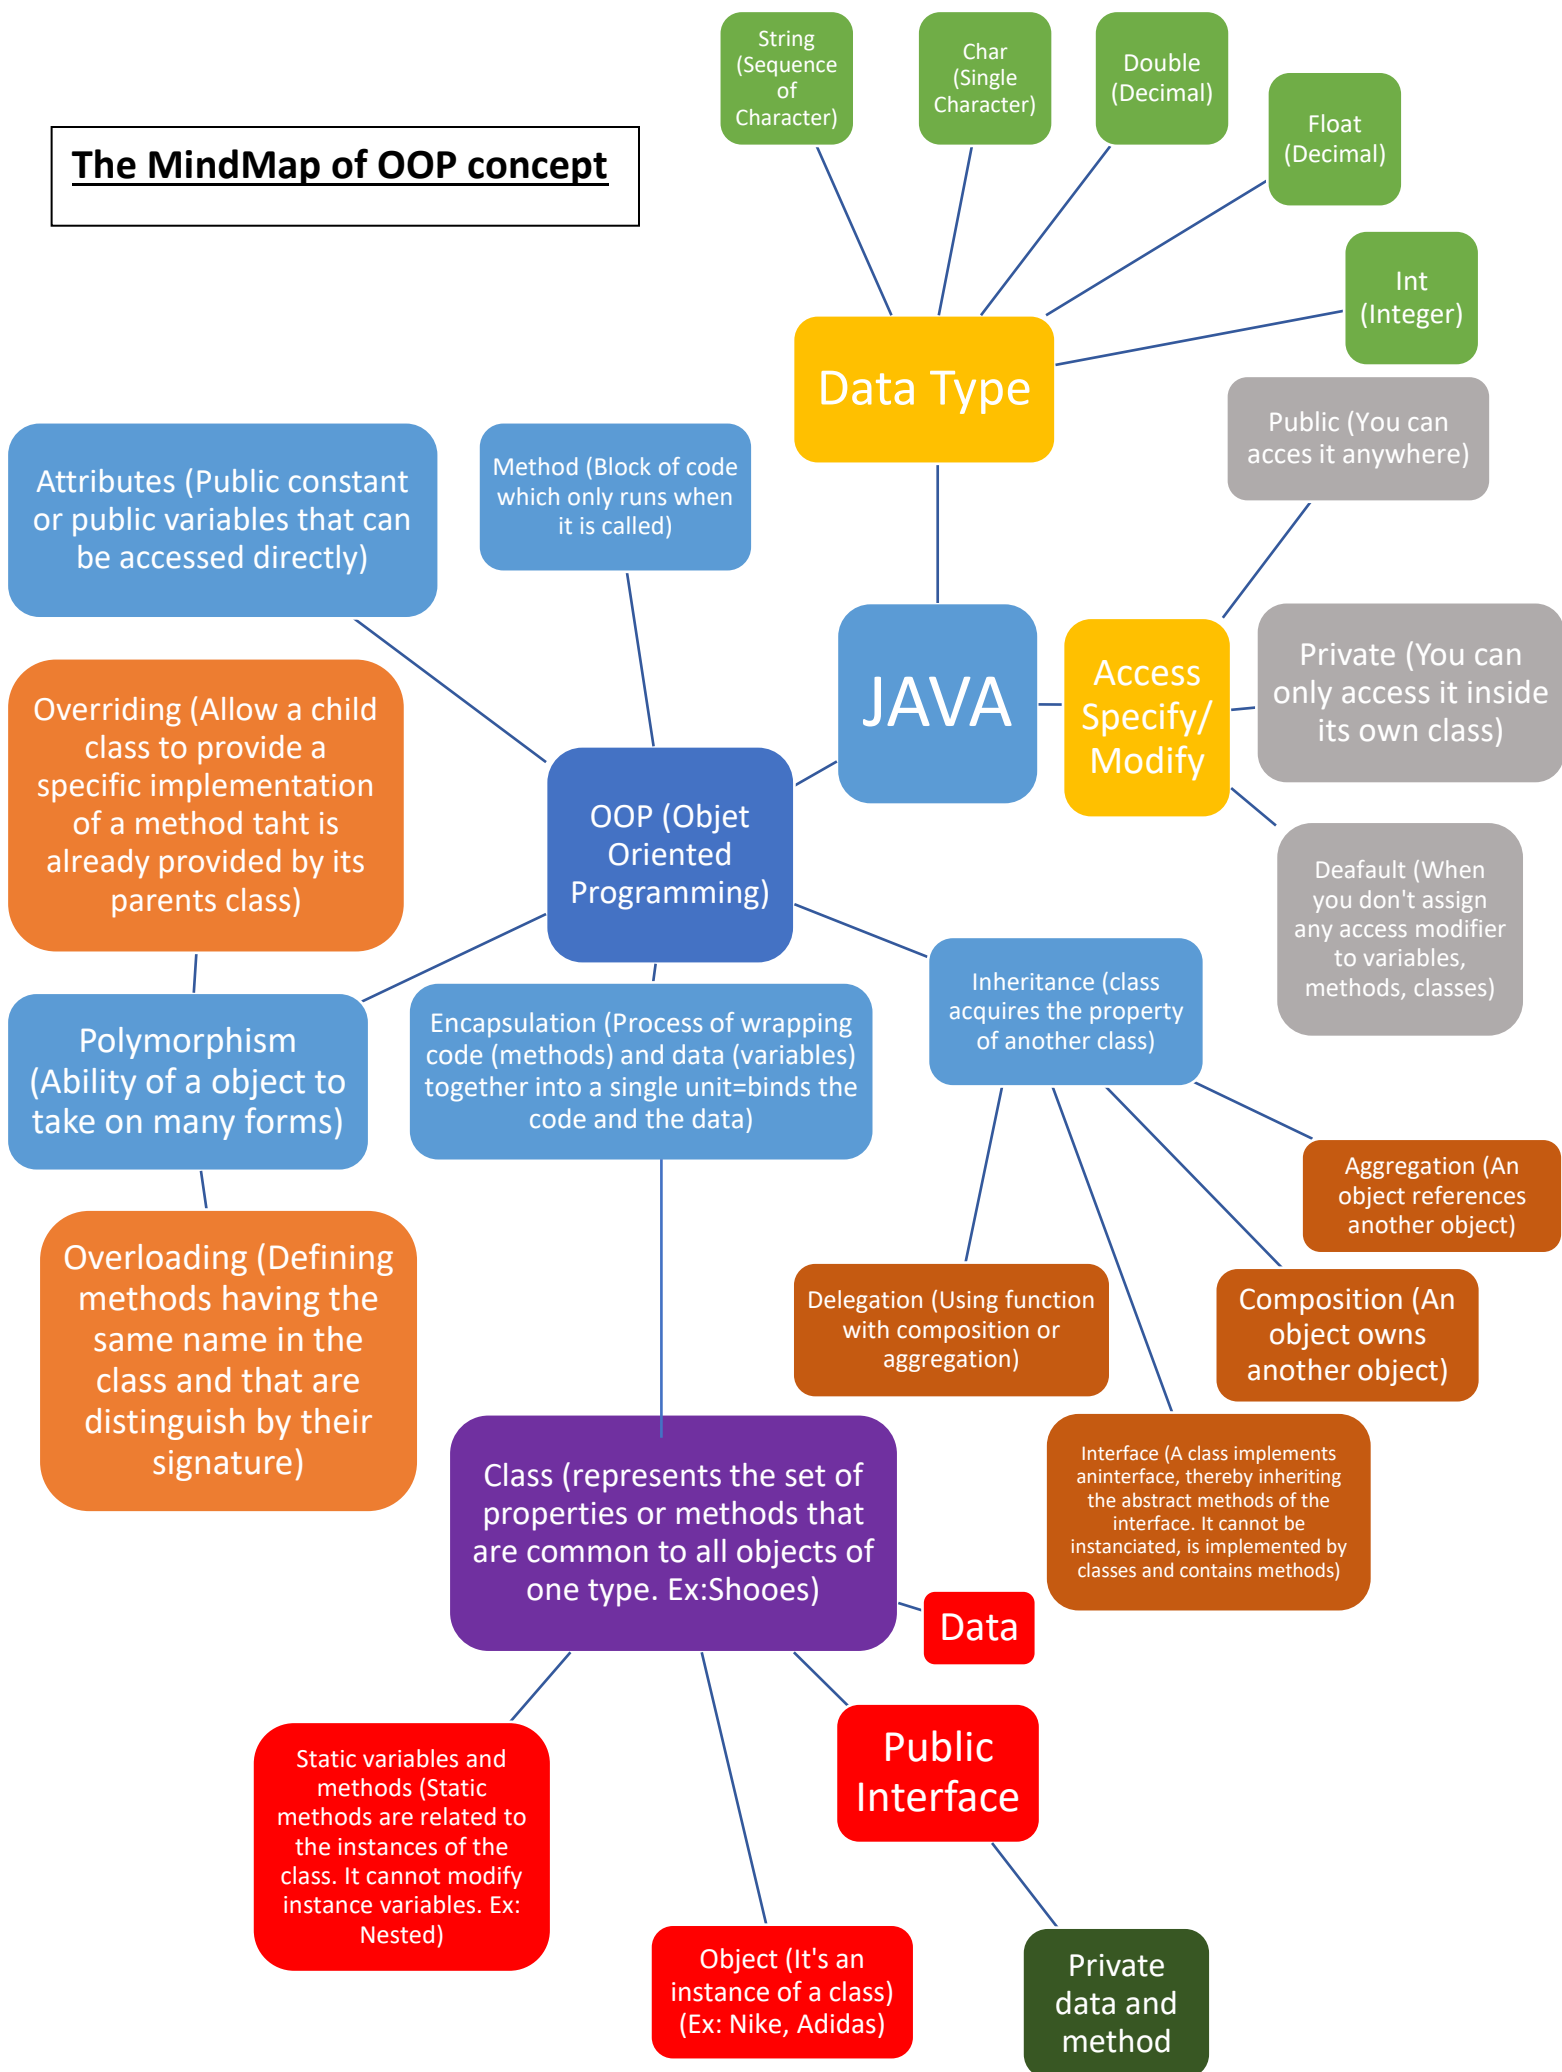 The MindMap of OOP concept
String
(Sequence
of
Character)
Char
(Single
Character)
Double
(Decimal)
Float
(Decimal)
Int
(Integer)
Data Type
Public (You can
acces it anywhere)
Attributes (Public constant
or public variables that can
be accessed directly)
Method (Block of code
which only runs when
it is called)
JAVA
Access
Specify/
Modify
Private (You can
only access it inside
its own class)
Overriding (Allow a child
class to provide a
specific implementation
of a method taht is
already provided by its
parents class)
OOP (Objet
Oriented
Programming)
Deafault (When
you don't assign
any access modifier
to variables,
methods, classes)
Polymorphism
(Ability of a object to
take on many forms)
Encapsulation (Process of wrapping
code (methods) and data (variables)
together into a single unit=binds the
code and the data)
Inheritance (class
acquires the property
of another class)
Aggregation (An
object references
another object)
Overloading (Defining
methods having the
same name in the
class and that are
distinguish by their
signature)
Delegation (Using function
with composition or
aggregation)
Composition (An
object owns
another object)
Interface (A class implements
aninterface, thereby inheriting
the abstract methods of the
interface. It cannot be
instanciated, is implemented by
classes and contains methods)
Class (represents the set of
properties or methods that
are common to all objects of
one type. Ex:Shooes)
Data
Static variables and
methods (Static
methods are related to
the instances of the
class. It cannot modify
instance variables. Ex:
Nested)
Public
Interface
Object (It's an
instance of a class)
(Ex: Nike, Adidas)
Private
data and
method